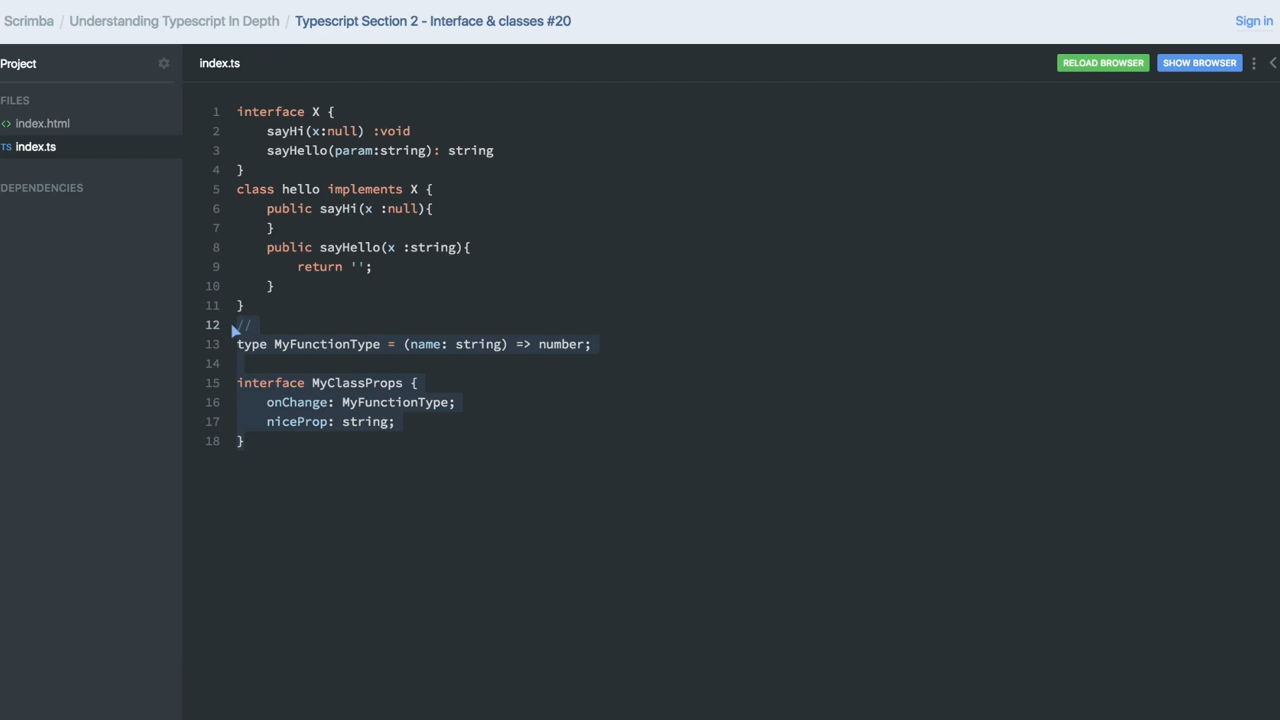 Scrimba / Understanding Typescript In Depth / Typescript Section 2 - Interface & classes #20
Sign in
Project
index.ts
RELOAD BROWSER
SHOW BROWSER
FILES
<> index.html
TS index.ts
DEPENDENCIES
1 interface X {
2     sayHi(x:null) :void
3     sayHello(param:string): string
4 }
5 class hello implements X {
6     public sayHi(x :null){
7     }
8     public sayHello(x :string){
9         return '';
10     }
11 }
12 //
13 type MyFunctionType = (name: string) => number;
14
15 interface MyClassProps {
16     onChange: MyFunctionType;
17     niceProp: string;
18 }